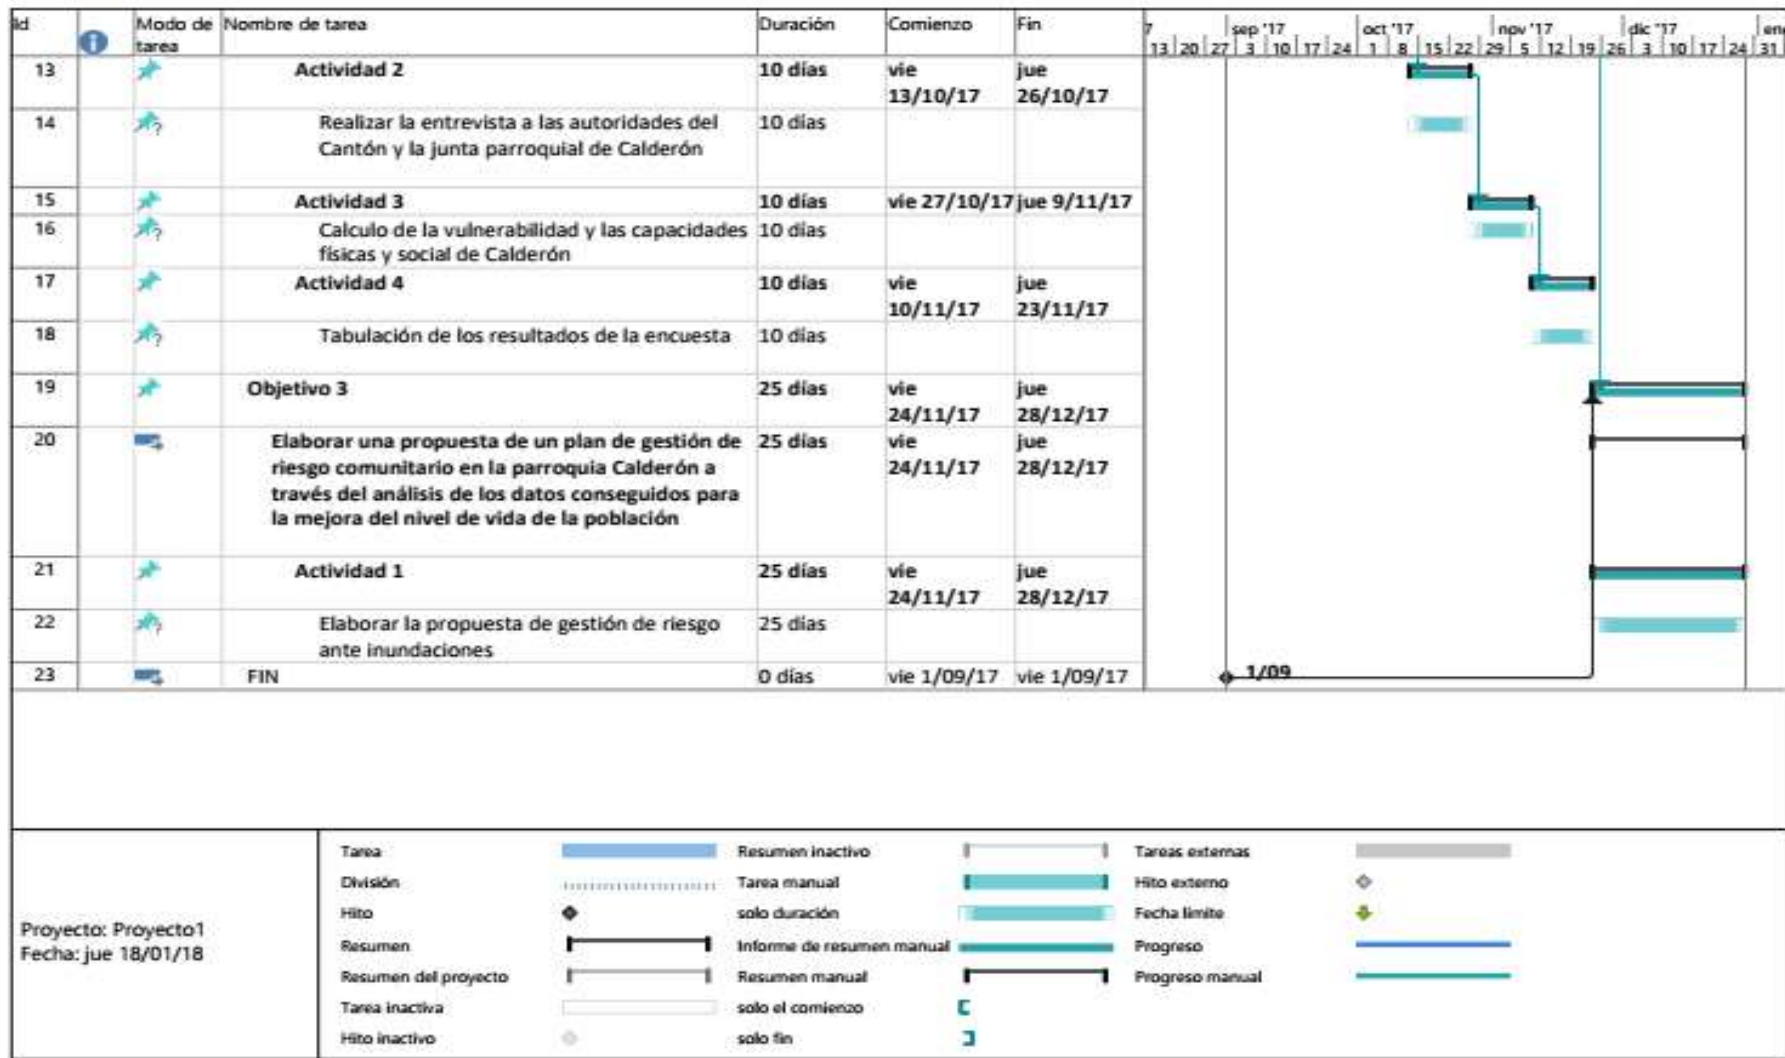 Id Modo de Nombre de tarea Duración Comienzo Fin
tarea
7 sep '17 oct '17 nov '17 dic '17 ene
13 20 27 3 10 17 24 1 8 15 22 29 5 12 19 26 3 10 17 24 31
13 Actividad 2 10 días vie jue
13/10/17 26/10/17
14 Realizar la entrevista a las autoridades del 10 días
Cantón y la junta parroquial de Calderón
15 Actividad 3 10 días vie 27/10/17 jue 9/11/17
16 Calculo de la vulnerabilidad y las capacidades 10 días
físicas y social de Calderón
17 Actividad 4 10 días vie jue
10/11/17 23/11/17
18 Tabulación de los resultados de la encuesta 10 días
19 Objetivo 3 25 días vie jue
24/11/17 28/12/17
20 Elaborar una propuesta de un plan de gestión de 25 días vie jue
riesgo comunitario en la parroquia Calderón a 24/11/17 28/12/17
través del análisis de los datos conseguidos para
la mejora del nivel de vida de la población
21 Actividad 1 25 días vie jue
24/11/17 28/12/17
22 Elaborar la propuesta de gestión de riesgo 25 días
ante inundaciones
23 FIN 0 días vie 1/09/17 vie 1/09/17 1/09
Proyecto: Proyecto1
Fecha: jue 18/01/18
Tarea Resumen inactivo Tareas externas
División Tarea manual Hito externo
Hito solo duración Fecha límite
Resumen Informe de resumen manual Progreso
Resumen del proyecto Resumen manual Progreso manual
Tarea inactiva solo el comienzo
Hito inactivo solo fin